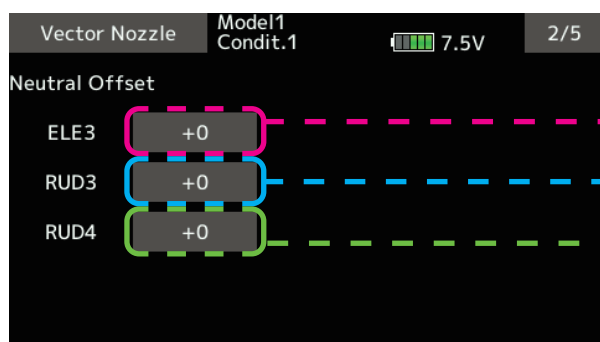 Vector Nozzle
Model1
Condit.1
7.5V
2/5
Neutral Offset
ELE3 +0
RUD3 +0
RUD4 +0